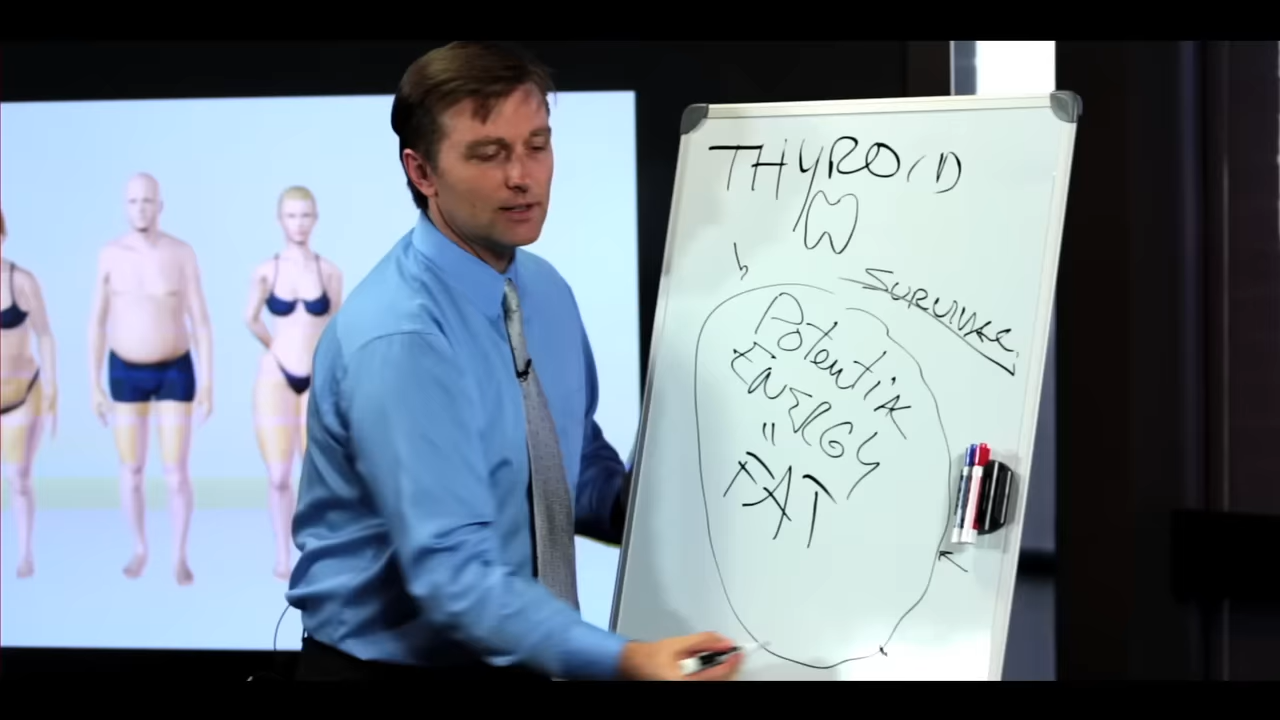 THYROID
SURVIVAL
Potential
ENERGY
"
FAT